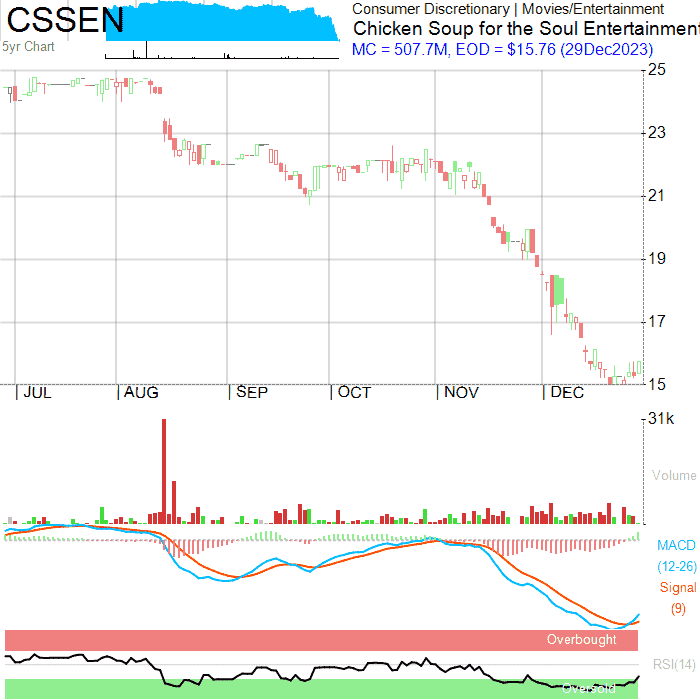 CSSEN
5yr Chart
Consumer Discretionary | Movies/Entertainment
Chicken Soup for the Soul Entertainment
MC = 507.7M, EOD = $15.76 (29Dec2023)
25
23
21
19
17
15
JUL AUG SEP OCT NOV DEC
31k
Volume
MACD
(12-26)
Signal
(9)
Overbought
RSI(14)
Oversold